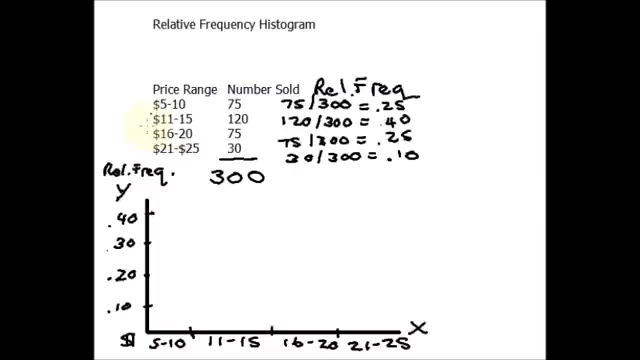 Relative Frequency Histogram
Price Range Number Sold Rel.Freq
$5-10 75 75/300 = .25
$11-15 120 120/300 = .40
$16-20 75 75/300 = .25
$21-$25 30 30/300 = .10
Rel.Freq. 300
Y
.40
.30
.20
.10
X
$ 5-10 11-15 16-20 21-25